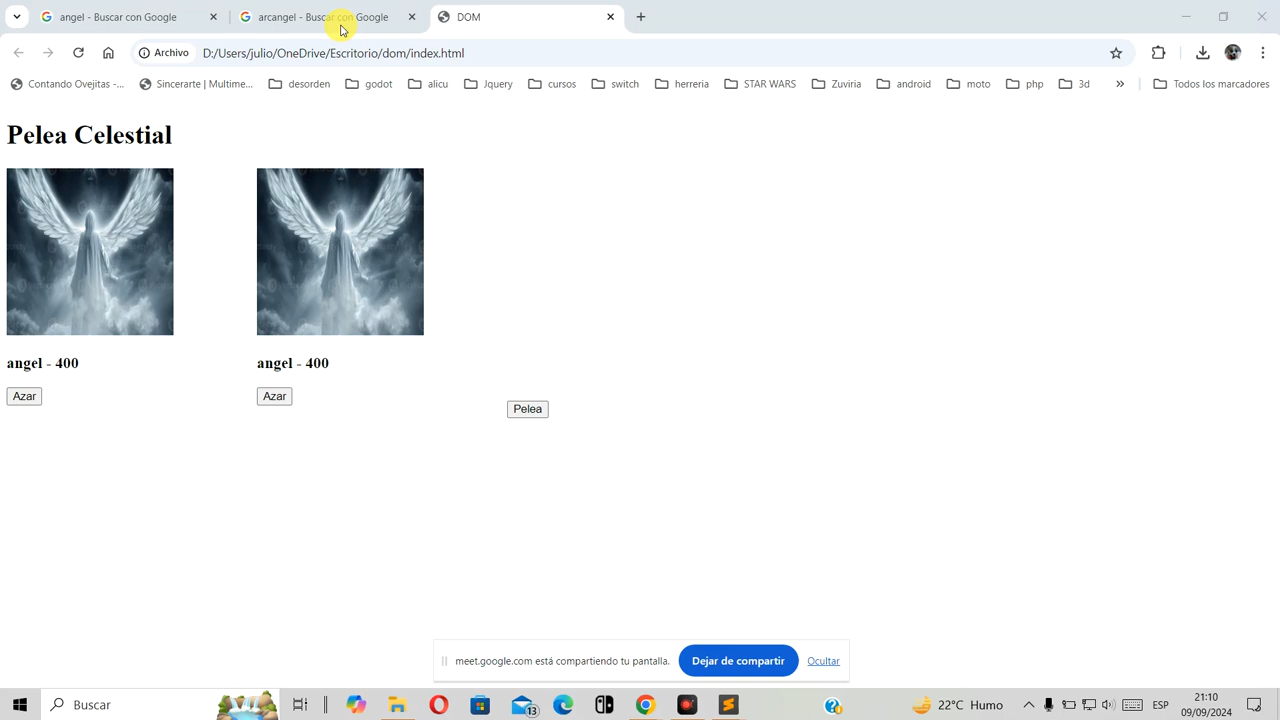 angel - Buscar con Google
arcangel - Buscar con Google
DOM
Archivo
D:/Users/julio/OneDrive/Escritorio/dom/index.html
Contando Ovejitas -...
Sincerarte | Multime...
desorden
godot
alicu
Jquery
cursos
switch
herreria
STAR WARS
Zuviria
android
moto
php
3d
»
Todos los marcadores
Pelea Celestial
angel - 400
angel - 400
Azar
Azar
Pelea
meet.google.com está compartiendo tu pantalla.
Dejar de compartir
Ocultar
Buscar
13
22°C Humo
ESP
21:10
09/09/2024